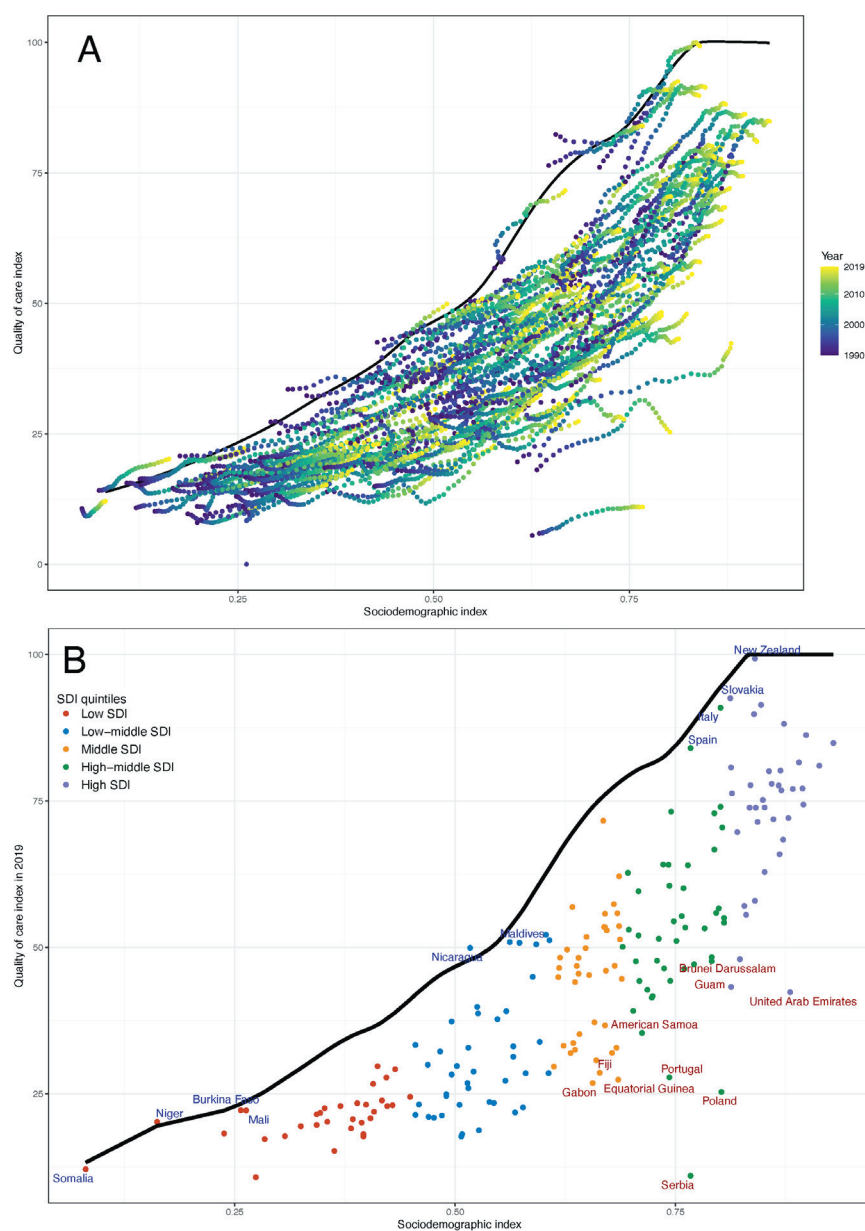 A
100
75
50
25
0
Quality of care index
0.25
0.50
0.75
Sociodemographic index
Year
2019
2010
2000
1990
B
100
75
50
25
Quality of care index in 2019
SDI quintiles
Low SDI
Low−middle SDI
Middle SDI
High−middle SDI
High SDI
New Zealand
Slovakia
Italy
Spain
Maldives
Nicaragua
Brunei Darussalam
Guam
United Arab Emirates
American Samoa
Fiji
Portugal
Gabon
Equatorial Guinea
Poland
Burkina Faso
Niger
Mali
Somalia
Serbia
0.25
0.50
0.75
Sociodemographic index